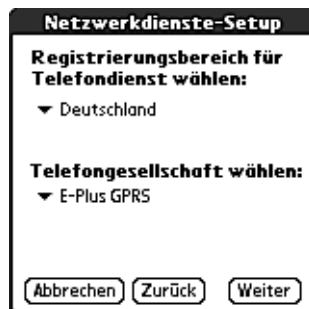 Netzwerkdienste-Setup
Registrierungsbereich für
Telefondienst wählen:
Deutschland
Telefongesellschaft wählen:
E-Plus GPRS
Abbrechen Zurück Weiter